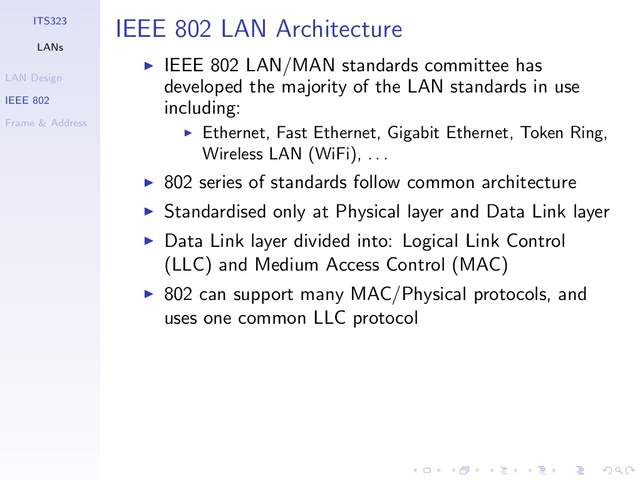 ITS323
LANs
LAN Design
IEEE 802
Frame & Address
IEEE 802 LAN Architecture
IEEE 802 LAN/MAN standards committee has
developed the majority of the LAN standards in use
including:
Ethernet, Fast Ethernet, Gigabit Ethernet, Token Ring,
Wireless LAN (WiFi), . . .
802 series of standards follow common architecture
Standardised only at Physical layer and Data Link layer
Data Link layer divided into: Logical Link Control
(LLC) and Medium Access Control (MAC)
802 can support many MAC/Physical protocols, and
uses one common LLC protocol